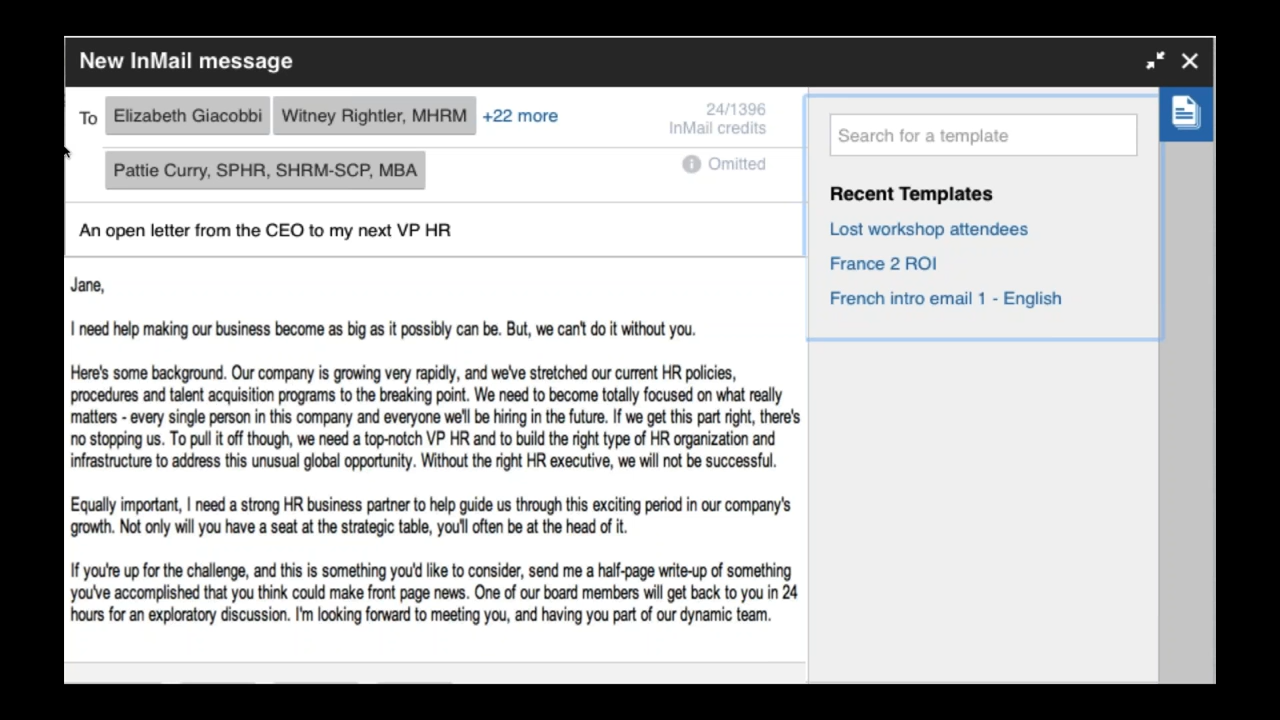 New InMail message
To Elizabeth Giacobbi Witney Rightler, MHRM +22 more
24/1396
InMail credits
Pattie Curry, SPHR, SHRM-SCP, MBA
Omitted
An open letter from the CEO to my next VP HR
Jane,
I need help making our business become as big as it possibly can be. But, we can't do it without you.
Here's some background. Our company is growing very rapidly, and we've stretched our current HR policies,
procedures and talent acquisition programs to the breaking point. We need to become totally focused on what really
matters - every single person in this company and everyone we'll be hiring in the future. If we get this part right, there's
no stopping us. To pull it off though, we need a top-notch VP HR and to build the right type of HR organization and
infrastructure to address this unusual global opportunity. Without the right HR executive, we will not be successful.
Equally important, I need a strong HR business partner to help guide us through this exciting period in our company's
growth. Not only will you have a seat at the strategic table, you'll often be at the head of it.
If you're up for the challenge, and this is something you'd like to consider, send me a half-page write-up of something
you've accomplished that you think could make front page news. One of our board members will get back to you in 24
hours for an exploratory discussion. I'm looking forward to meeting you, and having you part of our dynamic team.
Search for a template
Recent Templates
Lost workshop attendees
France 2 ROI
French intro email 1 - English